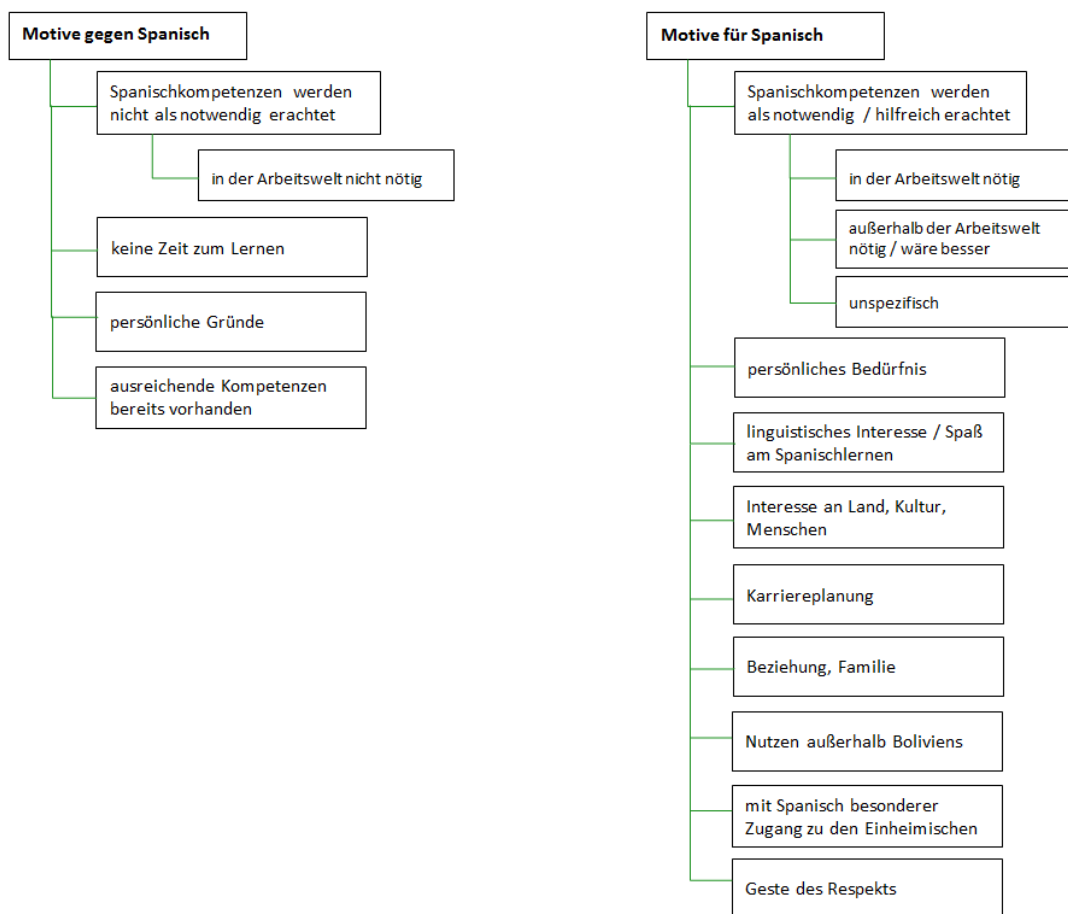 Motive gegen Spanisch
Spanischkompetenzen werden
nicht als notwendig erachtet
in der Arbeitswelt nicht nötig
keine Zeit zum Lernen
persönliche Gründe
ausreichende Kompetenzen
bereits vorhanden
Motive für Spanisch
Spanischkompetenzen werden
als notwendig / hilfreich erachtet
in der Arbeitswelt nötig
außerhalb der Arbeitswelt
nötig / wäre besser
unspezifisch
persönliches Bedürfnis
linguistisches Interesse / Spaß
am Spanischlernen
Interesse an Land, Kultur,
Menschen
Karriereplanung
Beziehung, Familie
Nutzen außerhalb Boliviens
mit Spanisch besonderer
Zugang zu den Einheimischen
Geste des Respekts